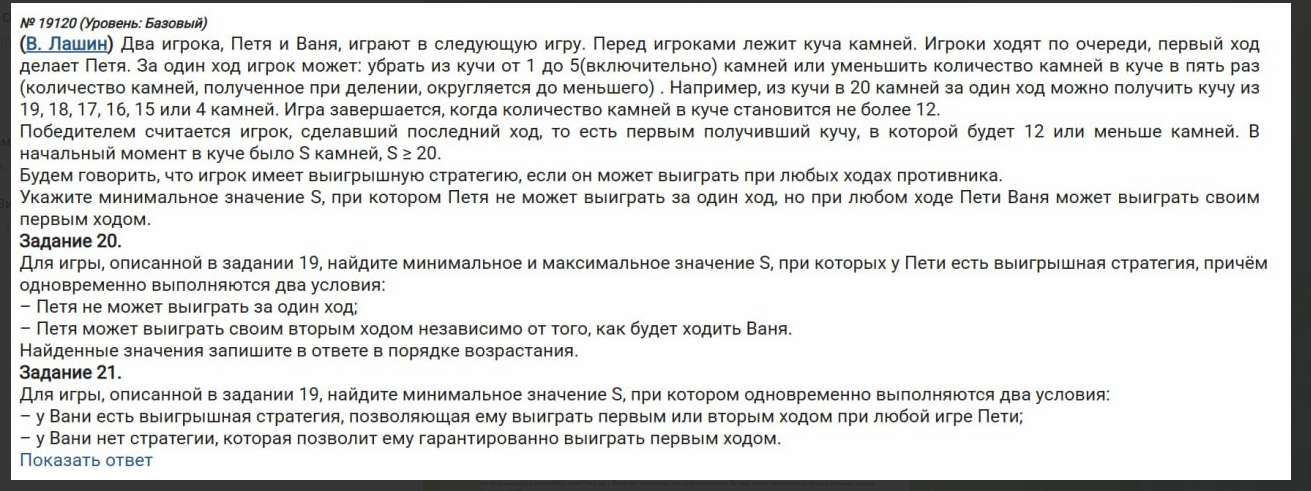 № 19120 (Уровень: Базовый)
(В. Лашин) Два игрока, Петя и Ваня, играют в следующую игру. Перед игроками лежит куча камней. Игроки ходят по очереди, первый ход
делает Петя. За один ход игрок может: убрать из кучи от 1 до 5(включительно) камней или уменьшить количество камней в куче в пять раз
(количество камней, полученное при делении, округляется до меньшего) . Например, из кучи в 20 камней за один ход можно получить кучу из
19, 18, 17, 16, 15 или 4 камней. Игра завершается, когда количество камней в куче становится не более 12.
Победителем считается игрок, сделавший последний ход, то есть первым получивший кучу, в которой будет 12 или меньше камней. В
начальный момент в куче было S камней, S ≥ 20.
Будем говорить, что игрок имеет выигрышную стратегию, если он может выиграть при любых ходах противника.
Укажите минимальное значение S, при котором Петя не может выиграть за один ход, но при любом ходе Пети Ваня может выиграть своим
первым ходом.
Задание 20.
Для игры, описанной в задании 19, найдите минимальное и максимальное значение S, при которых у Пети есть выигрышная стратегия, причём
одновременно выполняются два условия:
– Петя не может выиграть за один ход;
– Петя может выиграть своим вторым ходом независимо от того, как будет ходить Ваня.
Найденные значения запишите в ответе в порядке возрастания.
Задание 21.
Для игры, описанной в задании 19, найдите минимальное значение S, при котором одновременно выполняются два условия:
– у Вани есть выигрышная стратегия, позволяющая ему выиграть первым или вторым ходом при любой игре Пети;
– у Вани нет стратегии, которая позволит ему гарантированно выиграть первым ходом.
Показать ответ